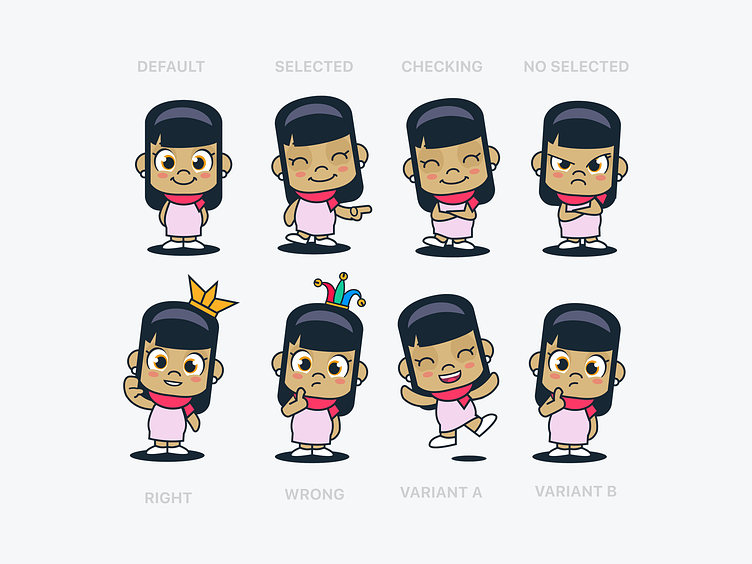 DEFAULT
SELECTED
CHECKING
NO SELECTED
RIGHT
WRONG
VARIANT A
VARIANT B